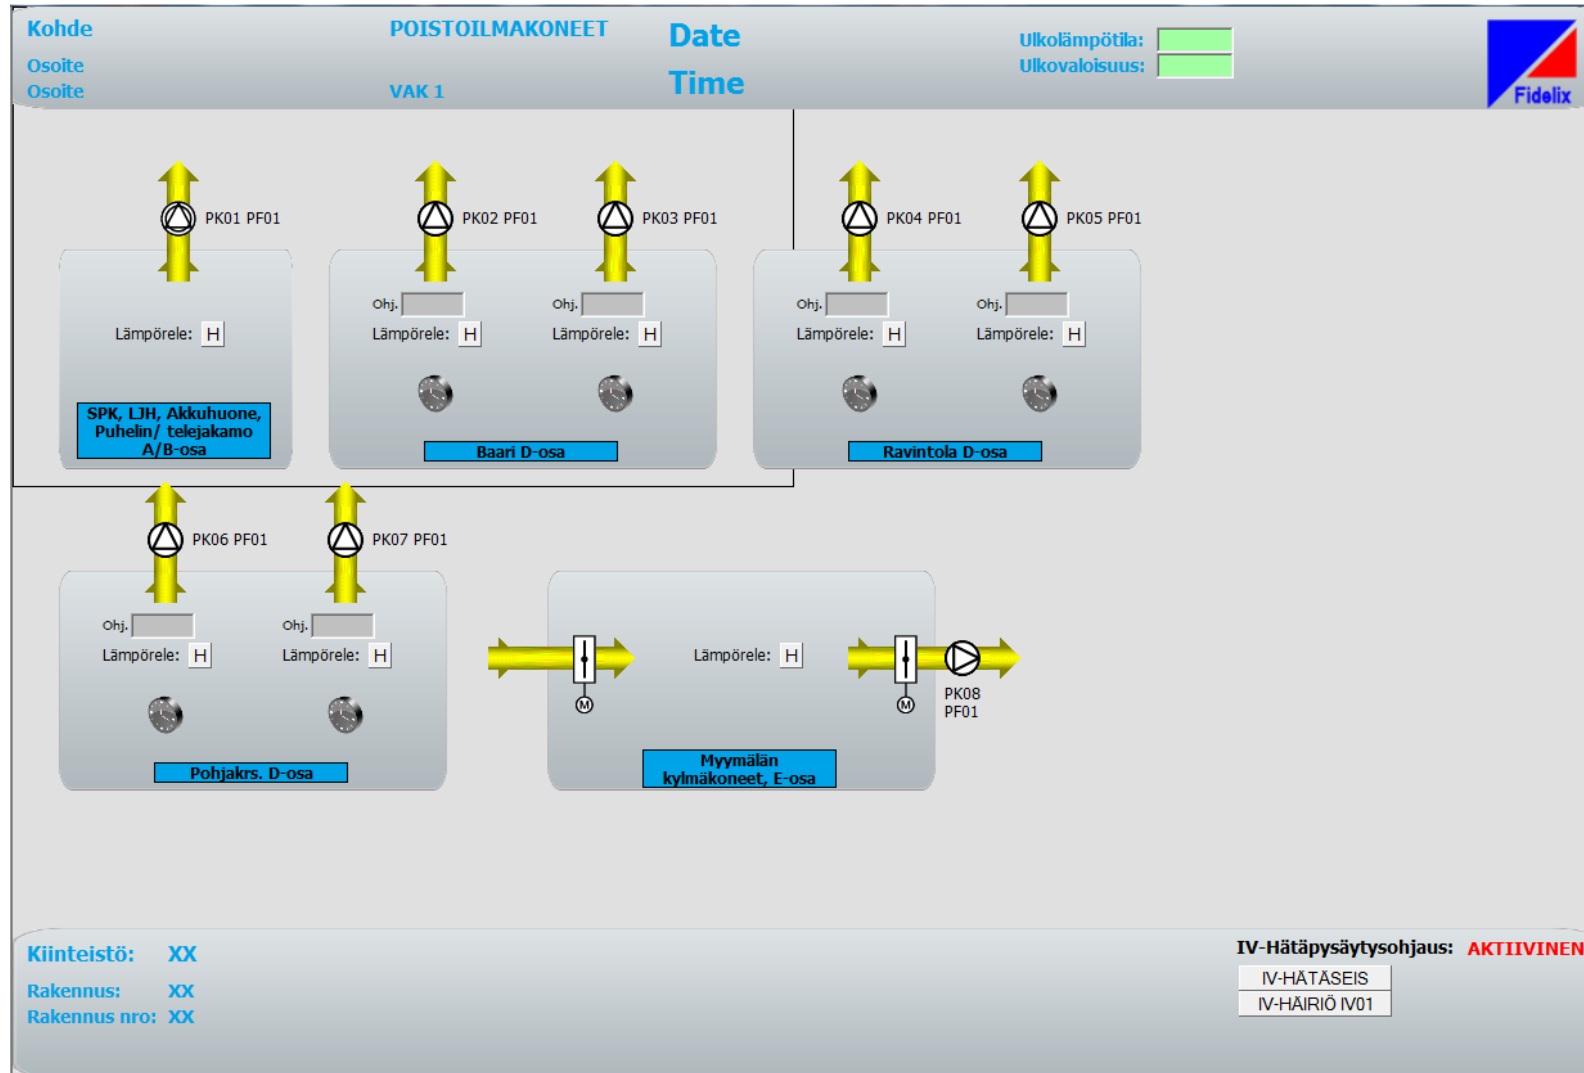 Kohde
POISTOILMAKONEET
Date
Ulkolämpötila:
Osoite
Ulkovaloisuus:
Osoite
VAK 1
Time
Fidelix
PK01 PF01
PK02 PF01
PK03 PF01
PK04 PF01
PK05 PF01
Ohj.
Ohj.
Ohj.
Ohj.
Lämpörele: H
Lämpörele: H
Lämpörele: H
Lämpörele: H
Lämpörele: H
SPK, LJH, Akkuhuone,
Puhelin/ telejakamo
A/B-osa
Baari D-osa
Ravintola D-osa
PK06 PF01
PK07 PF01
Ohj.
Ohj.
Lämpörele: H
Lämpörele: H
Lämpörele: H
M
M
PK08
PF01
Pohjakrs. D-osa
Myymälän
kylmäkoneet, E-osa
Kiinteistö: XX
Rakennus: XX
Rakennus nro: XX
IV-Hätäpysäytysohjaus: AKTIIVINEN
IV-HÄTÄSEIS
IV-HÄIRIÖ IV01